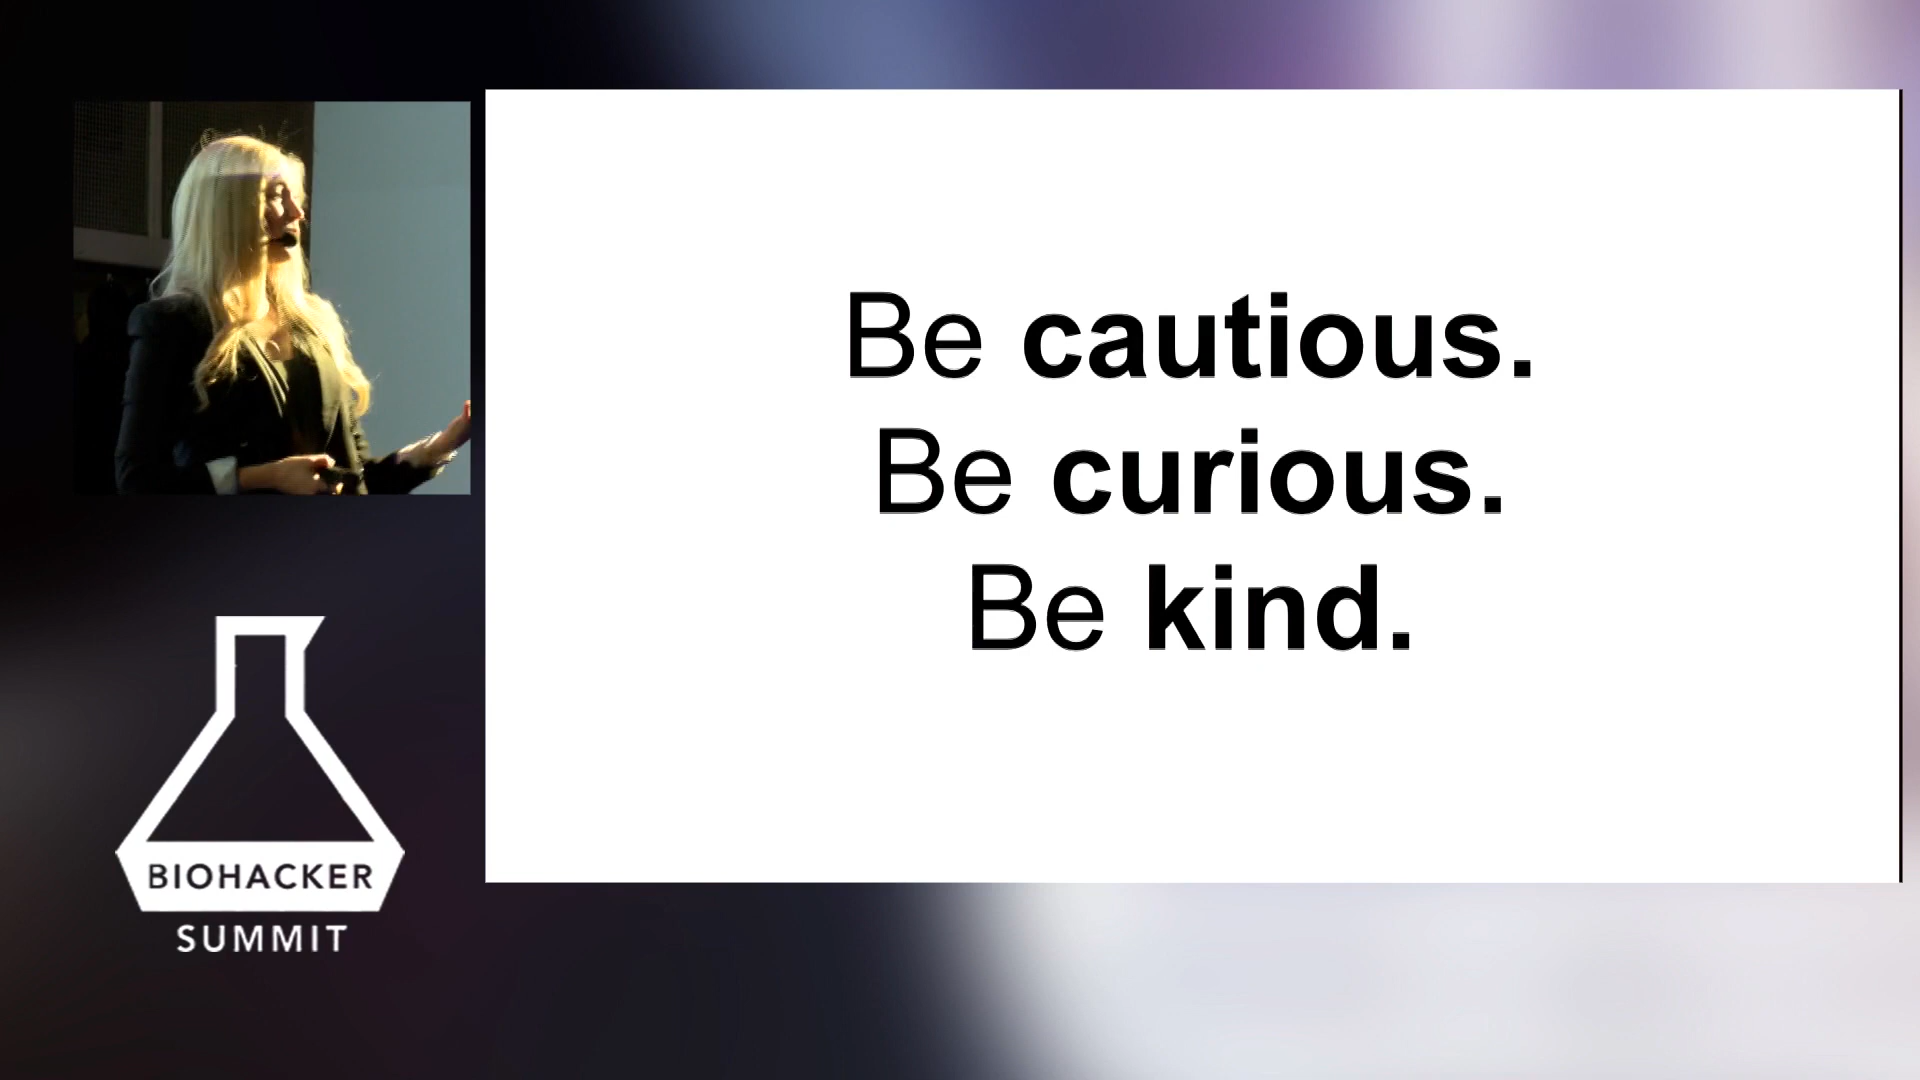 Be cautious.
Be curious.
Be kind.
BIOHACKER
SUMMIT